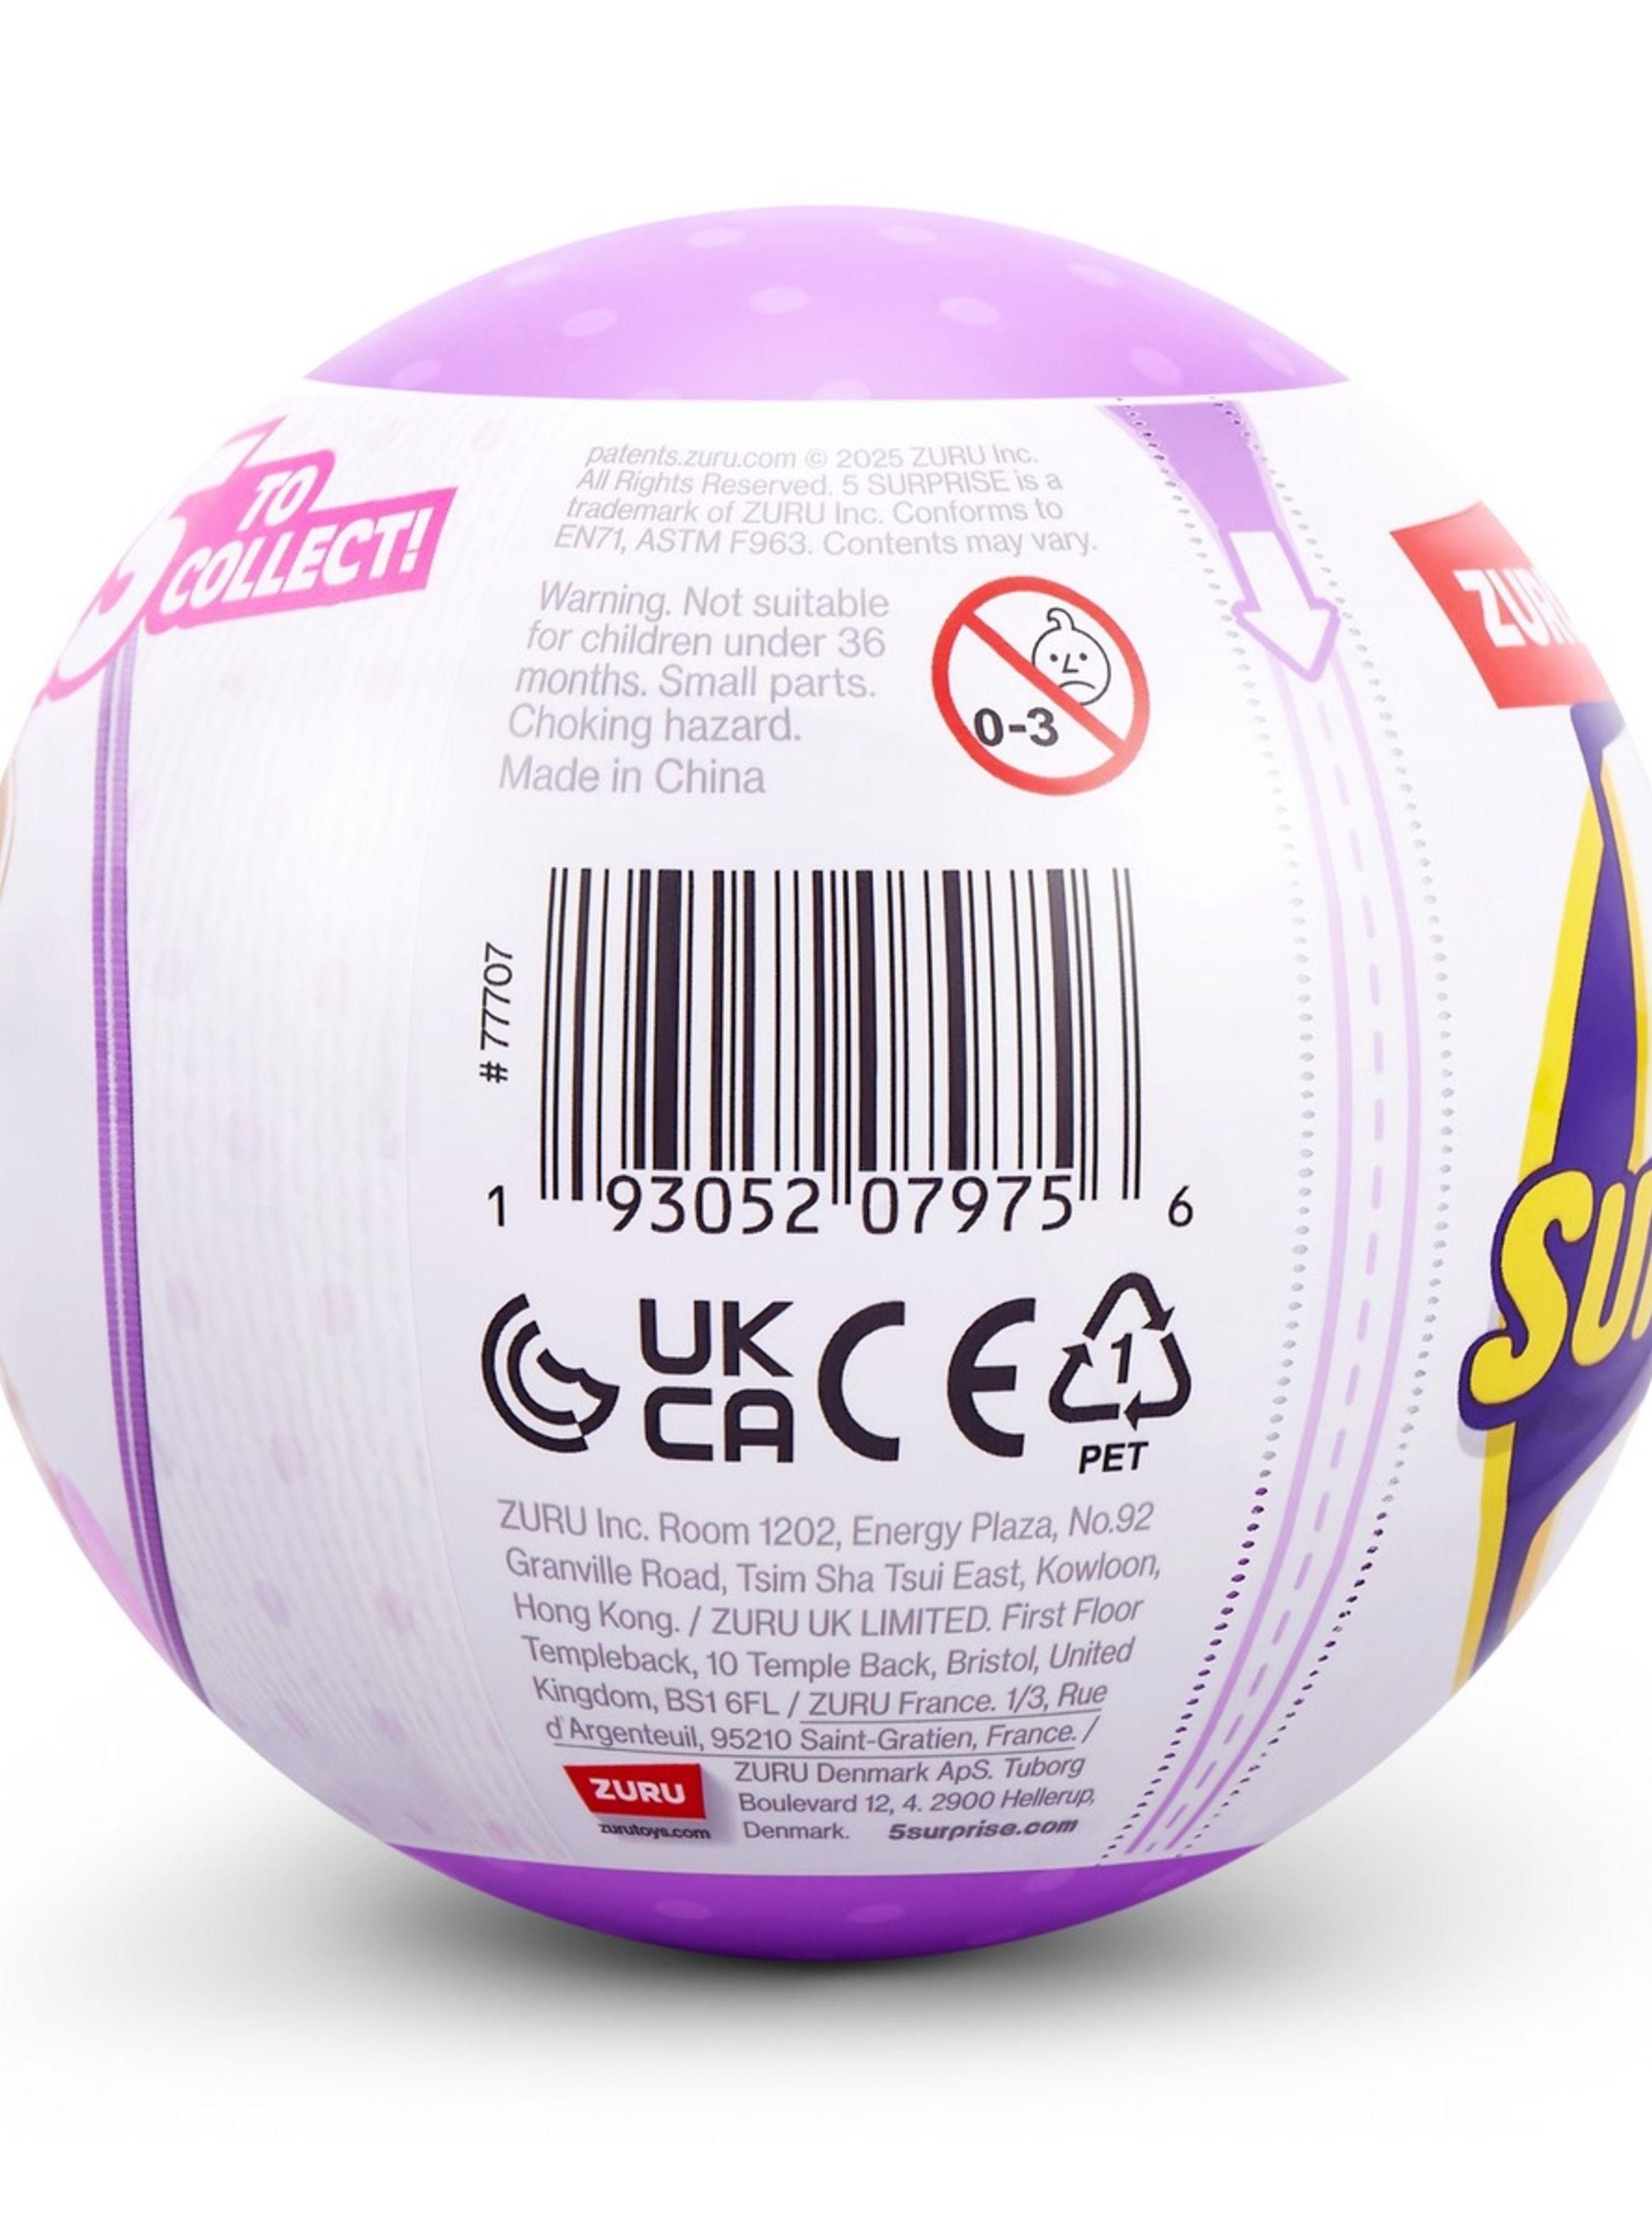 TO
COLLECT!
patents.zuru.com © 2025 ZURU Inc.
All Rights Reserved. 5 SURPRISE is a
trademark of ZURU Inc. Conforms to
EN71, ASTM F963. Contents may vary.
Warning. Not suitable
for children under 36
months. Small parts.
Choking hazard.
Made in China
0-3
ZURU
# 77707
1 93052 07975 6
UK
CA
CE
1
PET
ZURU Inc. Room 1202, Energy Plaza, No.92
Granville Road, Tsim Sha Tsui East, Kowloon,
Hong Kong. / ZURU UK LIMITED. First Floor
Templeback, 10 Temple Back, Bristol, United
Kingdom, BS1 6FL / ZURU France. 1/3, Rue
d'Argenteuil, 95210 Saint-Gratien, France. /
ZURU Denmark ApS. Tuborg
Boulevard 12, 4. 2900 Hellerup,
Denmark. 5surprise.com
ZURU
zurutoys.com